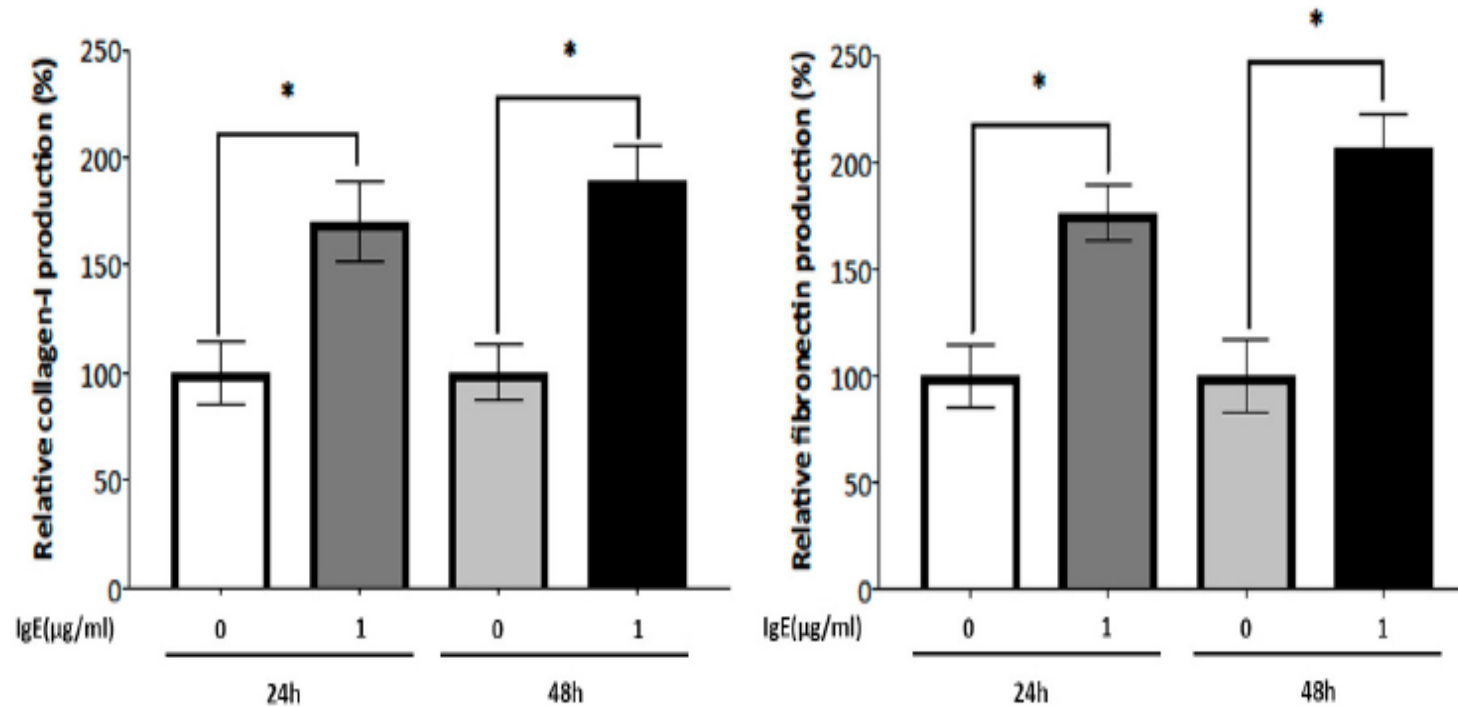 Relative collagen-I production (%)
250
200
150
100
50
0
*
*
IgE(µg/ml) 0 1 0 1
24h 48h
Relative fibronectin production (%)
250
200
150
100
50
0
*
*
IgE(µg/ml) 0 1 0 1
24h 48h